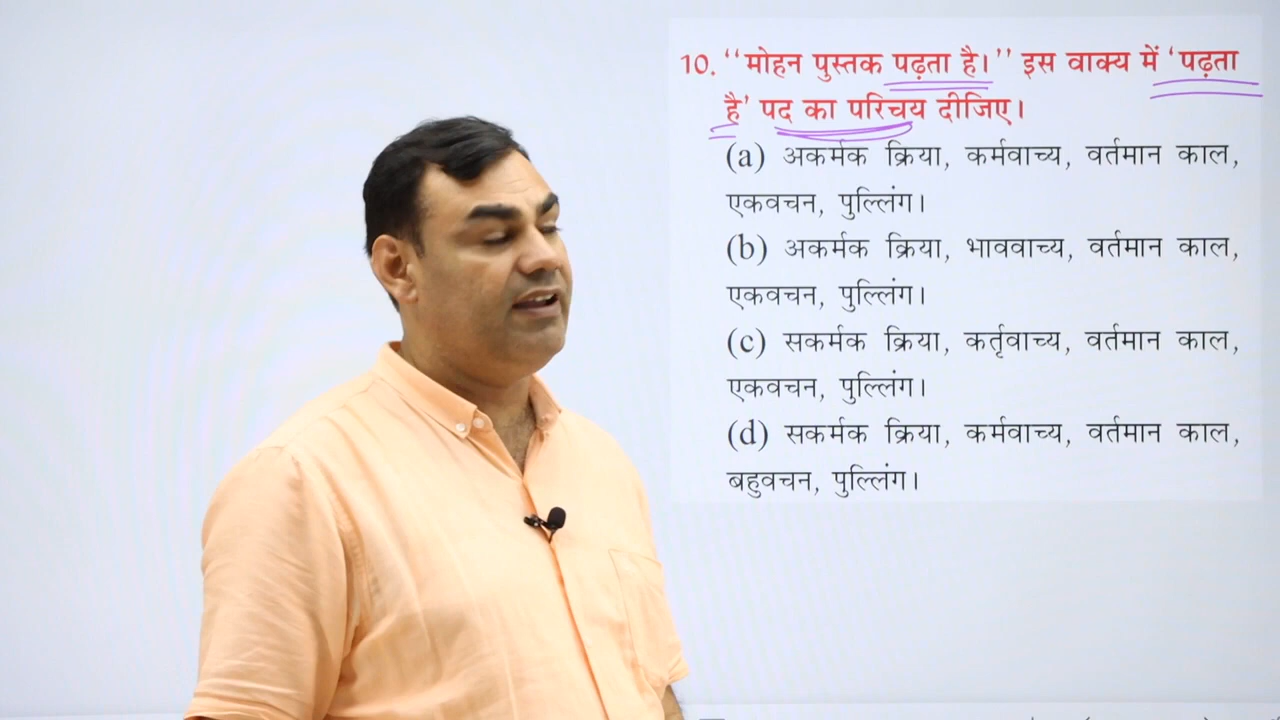 10. ‘‘मोहन पुस्तक पढ़ता है।’’ इस वाक्य में ‘पढ़ता
है’ पद का परिचय दीजिए।
(a) अकर्मक क्रिया, कर्मवाच्य, वर्तमान काल,
एकवचन, पुल्लिंग।
(b) अकर्मक क्रिया, भाववाच्य, वर्तमान काल,
एकवचन, पुल्लिंग।
(c) सकर्मक क्रिया, कर्तृवाच्य, वर्तमान काल,
एकवचन, पुल्लिंग।
(d) सकर्मक क्रिया, कर्मवाच्य, वर्तमान काल,
बहुवचन, पुल्लिंग।